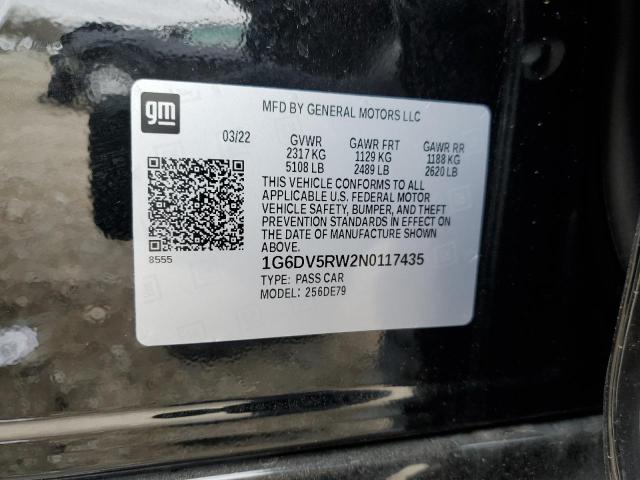 gm
MFD BY GENERAL MOTORS LLC
03/22 GVWR GAWR FRT GAWR RR
2317 KG 1129 KG 1188 KG
5108 LB 2489 LB 2620 LB
THIS VEHICLE CONFORMS TO ALL
APPLICABLE U.S. FEDERAL MOTOR
VEHICLE SAFETY, BUMPER, AND THEFT
PREVENTION STANDARDS IN EFFECT ON
THE DATE OF MANUFACTURE SHOWN
ABOVE.
8555
1G6DV5RW2N0117435
TYPE: PASS CAR
MODEL: 256DE79